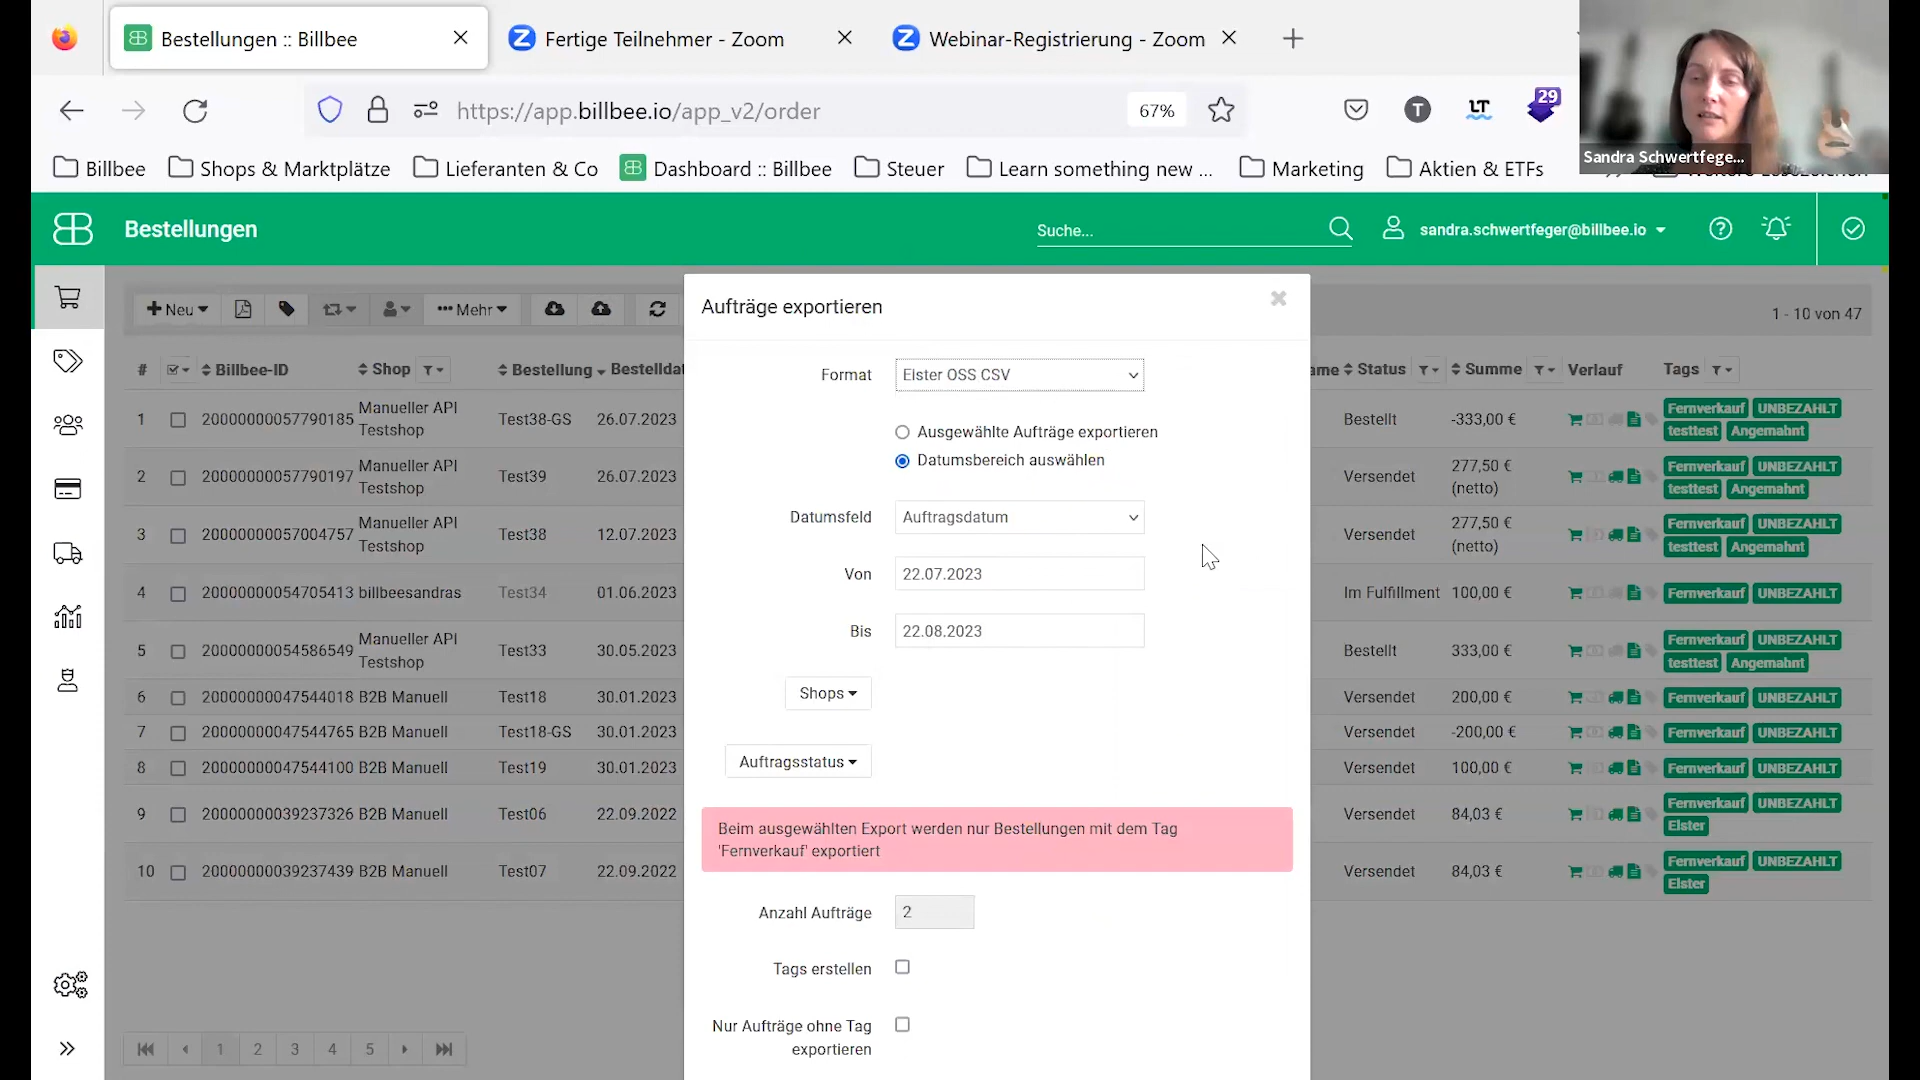 Bestellungen :: Billbee
Fertige Teilnehmer - Zoom
Webinar-Registrierung - Zoom
https://app.billbee.io/app_v2/order
67%
T
LT
29
Sandra Schwertfege...
Billbee
Shops & Marktplätze
Lieferanten & Co
Dashboard :: Billbee
Steuer
Learn something new ...
Marketing
Aktien & ETFs
Bestellungen
Suche...
sandra.schwertfeger@billbee.io
Neu
Mehr
1 - 10 von 47
# Billbee-ID Shop Bestellung Bestelldat
ame Status Summe Verlauf Tags
1 20000000057790185 Manueller API Testshop Test38-GS 26.07.2023 Bestellt -333,00 € Fernverkauf UNBEZAHLT testtest Angemahnt
2 20000000057790197 Manueller API Testshop Test39 26.07.2023 Versendet 277,50 € (netto) Fernverkauf UNBEZAHLT testtest Angemahnt
3 20000000057004757 Manueller API Testshop Test38 12.07.2023 Versendet 277,50 € (netto) Fernverkauf UNBEZAHLT testtest Angemahnt
4 20000000054705413 billbeesandras Test34 01.06.2023 Im Fulfillment 100,00 € Fernverkauf UNBEZAHLT
5 20000000054586549 Manueller API Testshop Test33 30.05.2023 Bestellt 333,00 € Fernverkauf UNBEZAHLT testtest Angemahnt
6 20000000047544018 B2B Manuell Test18 30.01.2023 Versendet 200,00 € Fernverkauf UNBEZAHLT
7 20000000047544765 B2B Manuell Test18-GS 30.01.2023 Versendet -200,00 € Fernverkauf UNBEZAHLT
8 20000000047544100 B2B Manuell Test19 30.01.2023 Versendet 100,00 € Fernverkauf UNBEZAHLT
9 20000000039237326 B2B Manuell Test06 22.09.2022 Versendet 84,03 € Fernverkauf UNBEZAHLT Elster
10 20000000039237439 B2B Manuell Test07 22.09.2022 Versendet 84,03 € Fernverkauf UNBEZAHLT Elster
1 2 3 4 5
Aufträge exportieren
Format Elster OSS CSV
Ausgewählte Aufträge exportieren
Datumsbereich auswählen
Datumsfeld Auftragsdatum
Von 22.07.2023
Bis 22.08.2023
Shops
Auftragsstatus
Beim ausgewählten Export werden nur Bestellungen mit dem Tag
'Fernverkauf' exportiert
Anzahl Aufträge 2
Tags erstellen
Nur Aufträge ohne Tag
exportieren